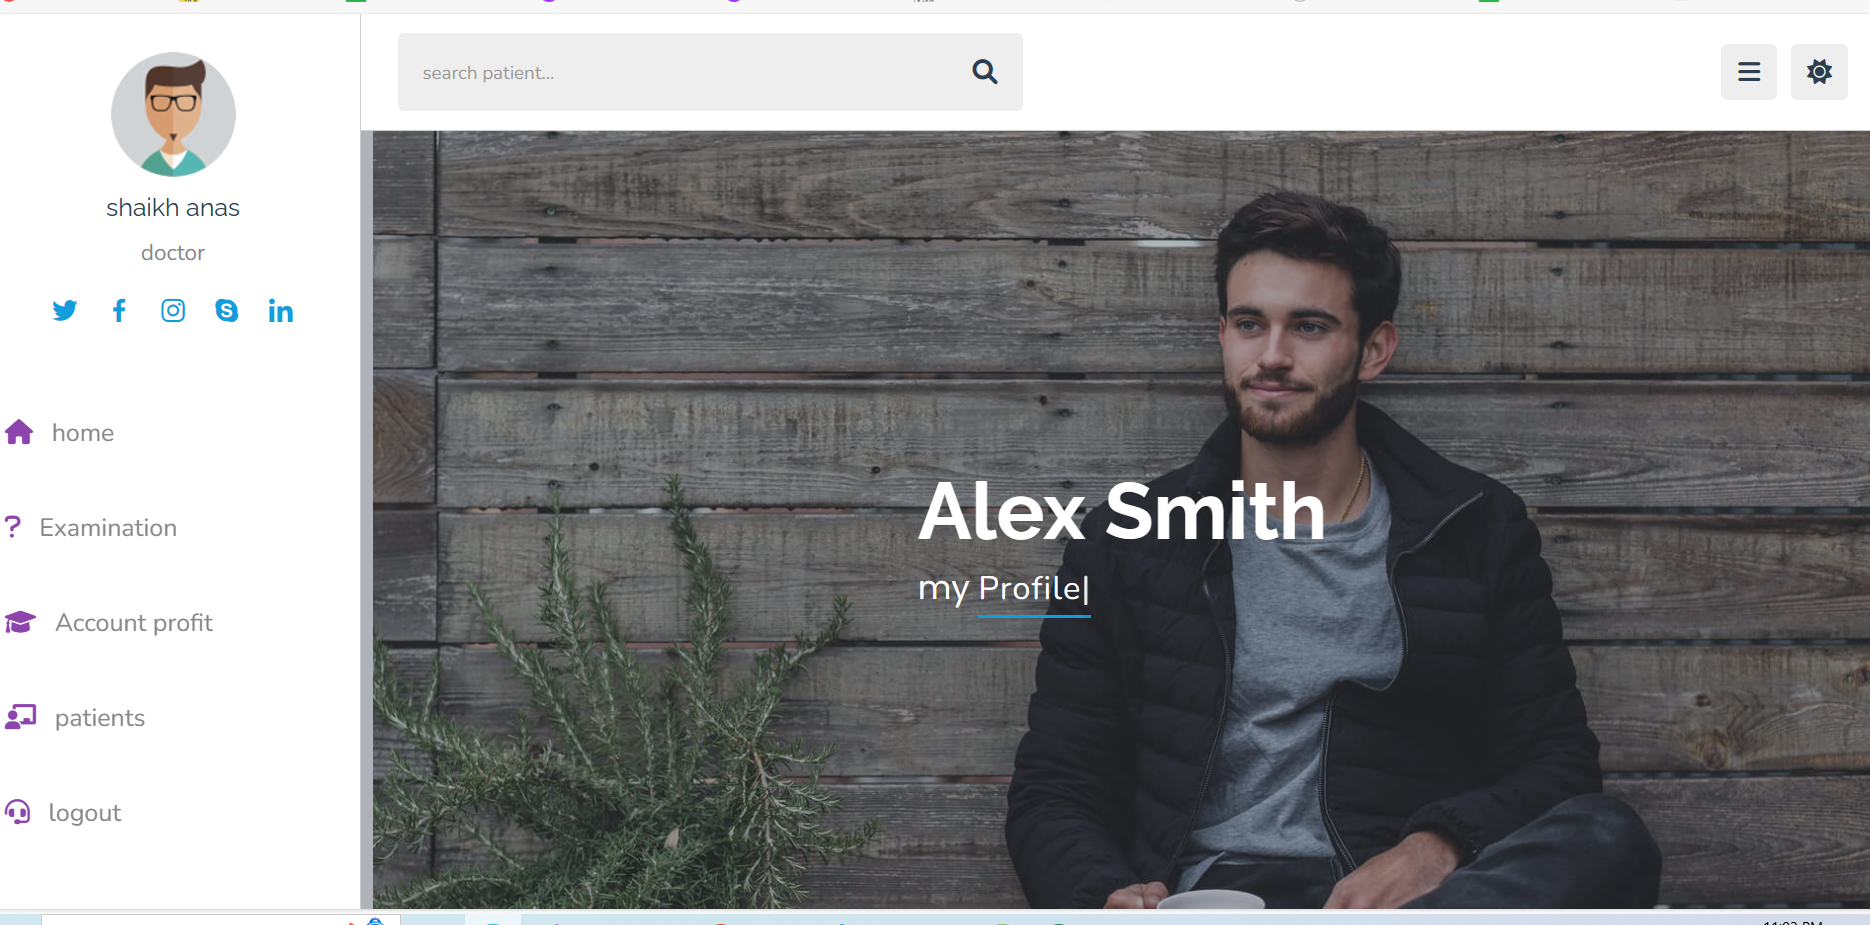 search patient...
shaikh anas
doctor
home
Examination
Account profit
patients
logout
Alex Smith
my Profile|